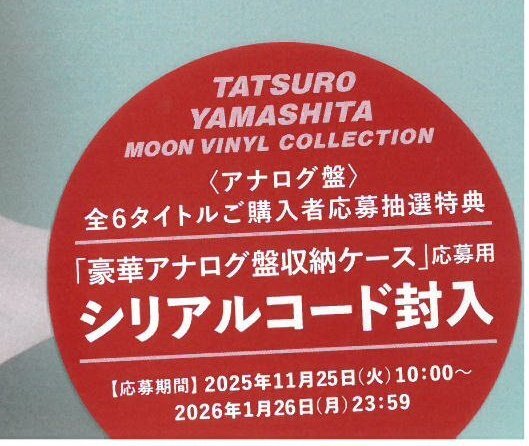 TATSURO
YAMASHITA
MOON VINYL COLLECTION
〈アナログ盤〉
全6タイトルご購入者応募抽選特典
「豪華アナログ盤収納ケース」応募用
シリアルコード封入
【応募期間】2025年11月25日(火)10:00～
2026年1月26日(月)23:59